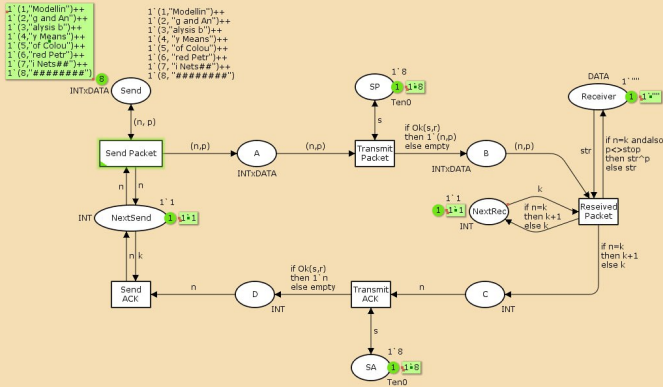 1`(1,"Modellin")++
1`(2,"g and An")++
1`(3,"alysis b")++
1`(4,"y Means")++
1`(5,"of Colou")++
1`(6,"red Petr")++
1`(7,"i Nets##")++
1`(8,"########")
1`(1,"Modellin")++
1`(2,"g and An")++
1`(3,"alysis b")++
1`(4, "y Means")++
1`(5, "of Colou")++
1`(6, "red Petr")++
1`(7, "i Nets##")++
1`(8, "########")
8
Send
INTxDATA
(n, p)
1`8
SP
1
1`8
Ten0
s
DATA
1`""
Receiver
1
1`""
Send Packet
(n,p)
A
INTxDATA
(n,p)
Transmit
Packet
if Ok(s,r)
then 1`(n,p)
else empty
B
INTxDATA
(n,p)
str
if n=k andalso
p<>stop
then str^p
else str
n
n
1`1
INT
NextSend
1
1`1
1`1
1
1`1
NextRec
INT
k
if n=k
then k+1
else k
Received
Packet
n
k
if n=k
then k+1
else k
Send
ACK
n
D
INT
if Ok(s,r)
then 1`n
else empty
Transmit
ACK
n
C
INT
s
1`8
SA
1
1`8
Ten0